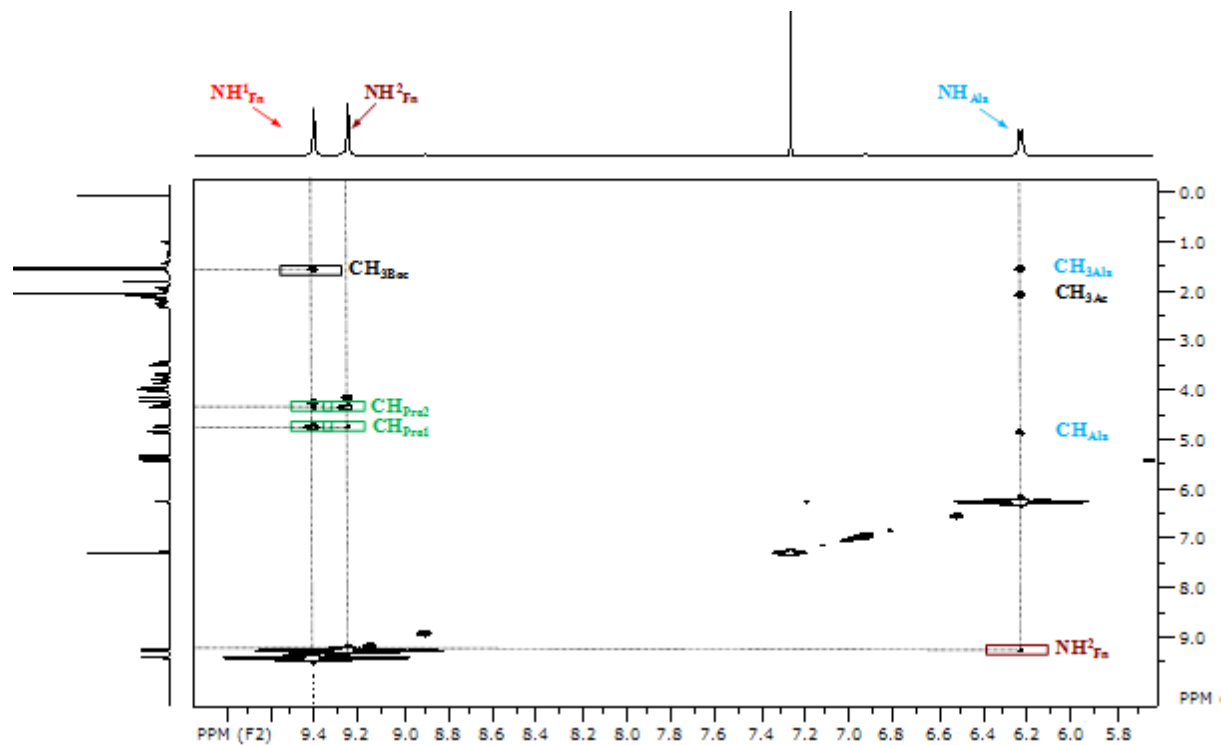 NH¹Fn NH²Fn NHAla
0.0
1.0
CH3Boc CH3Ala
2.0 CH3Ac
3.0
4.0
CHPro2
CHPro1 CHAla
5.0
6.0
7.0
8.0
9.0
NH²Fn
PPM
PPM (F2) 9.4 9.2 9.0 8.8 8.6 8.4 8.2 8.0 7.8 7.6 7.4 7.2 7.0 6.8 6.6 6.4 6.2 6.0 5.8